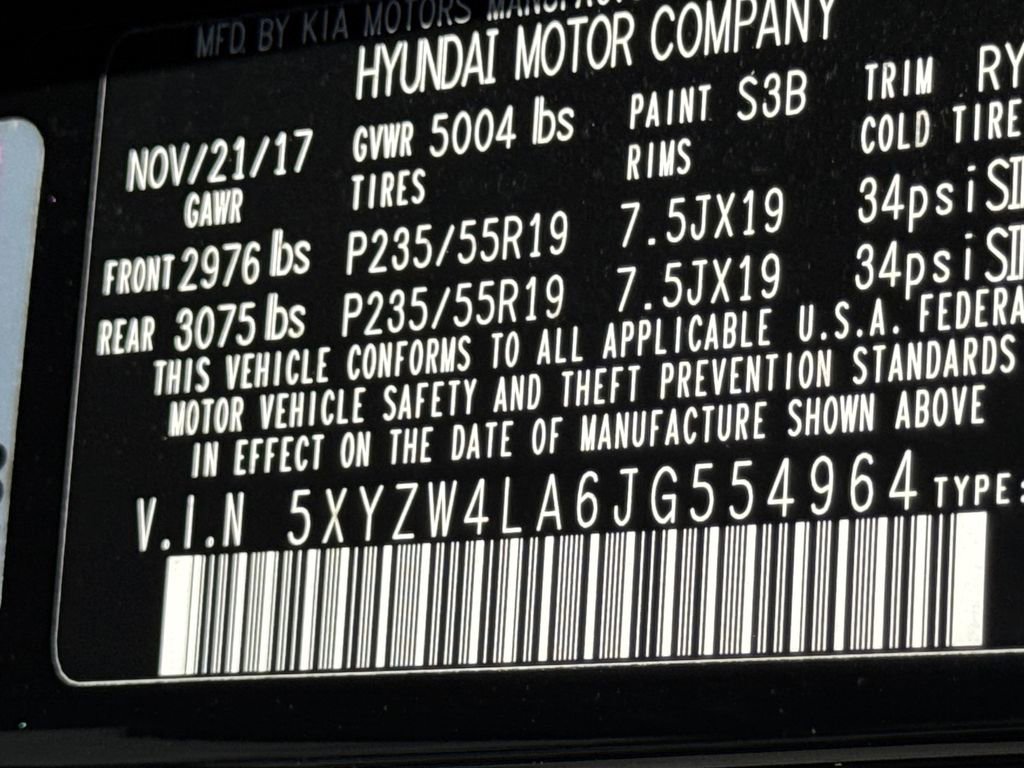 MFD. BY KIA MOTORS
HYUNDAI MOTOR COMPANY
NOV/21/17 GVWR 5004 lbs PAINT S3B TRIM RY
GAWR TIRES RIMS COLD TIRE
FRONT 2976 lbs P235/55R19 7.5JX19 34psi
REAR 3075 lbs P235/55R19 7.5JX19 34psi
THIS VEHICLE CONFORMS TO ALL APPLICABLE U.S.A. FEDERA
MOTOR VEHICLE SAFETY AND THEFT PREVENTION STANDARDS
IN EFFECT ON THE DATE OF MANUFACTURE SHOWN ABOVE
V.I.N 5XYZW4LA6JG554964 TYPE: